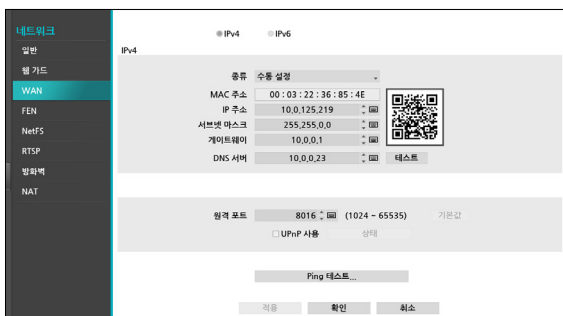 네트워크
일반
웹 가드
WAN
FEN
NetFS
RTSP
방화벽
NAT
IPv4 IPv6
IPv4
종류 수동 설정
MAC 주소 00 : 03 : 22 : 36 : 85 : 4E
IP 주소 10,0,125,219
서브넷 마스크 255,255,0,0
게이트웨이 10,0,0,1
DNS 서버 10,0,0,23 테스트
원격 포트 8016 (1024 ~ 65535) 기본값
UPnP 사용 상태
Ping 테스트...
적용 확인 취소